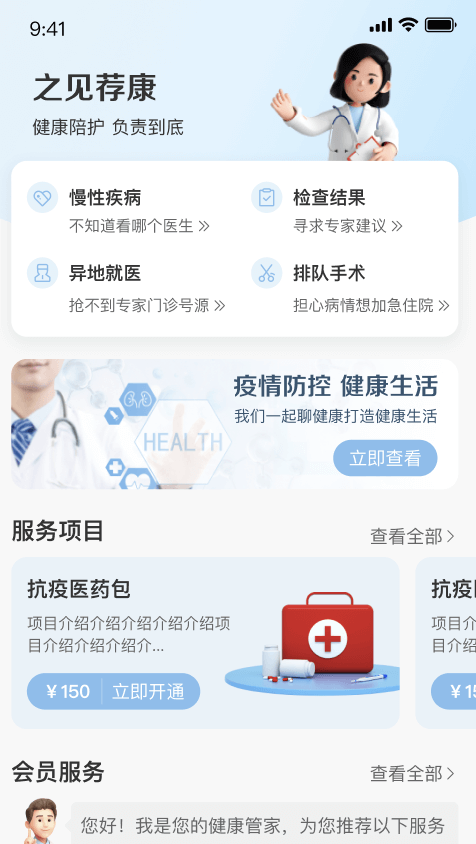 9:41
之见荐康
健康陪护 负责到底
慢性疾病
不知道看哪个医生
检查结果
寻求专家建议
异地就医
抢不到专家门诊号源
排队手术
担心病情想加急住院
疫情防控 健康生活
我们一起聊健康打造健康生活
HEALTH
立即查看
服务项目
查看全部
抗疫医药包
项目介绍介绍介绍介绍介绍项
目介绍介绍介绍介...
¥150 立即开通
抗疫
项目介
目介绍
¥15
会员服务
查看全部
您好！我是您的健康管家，为您推荐以下服务